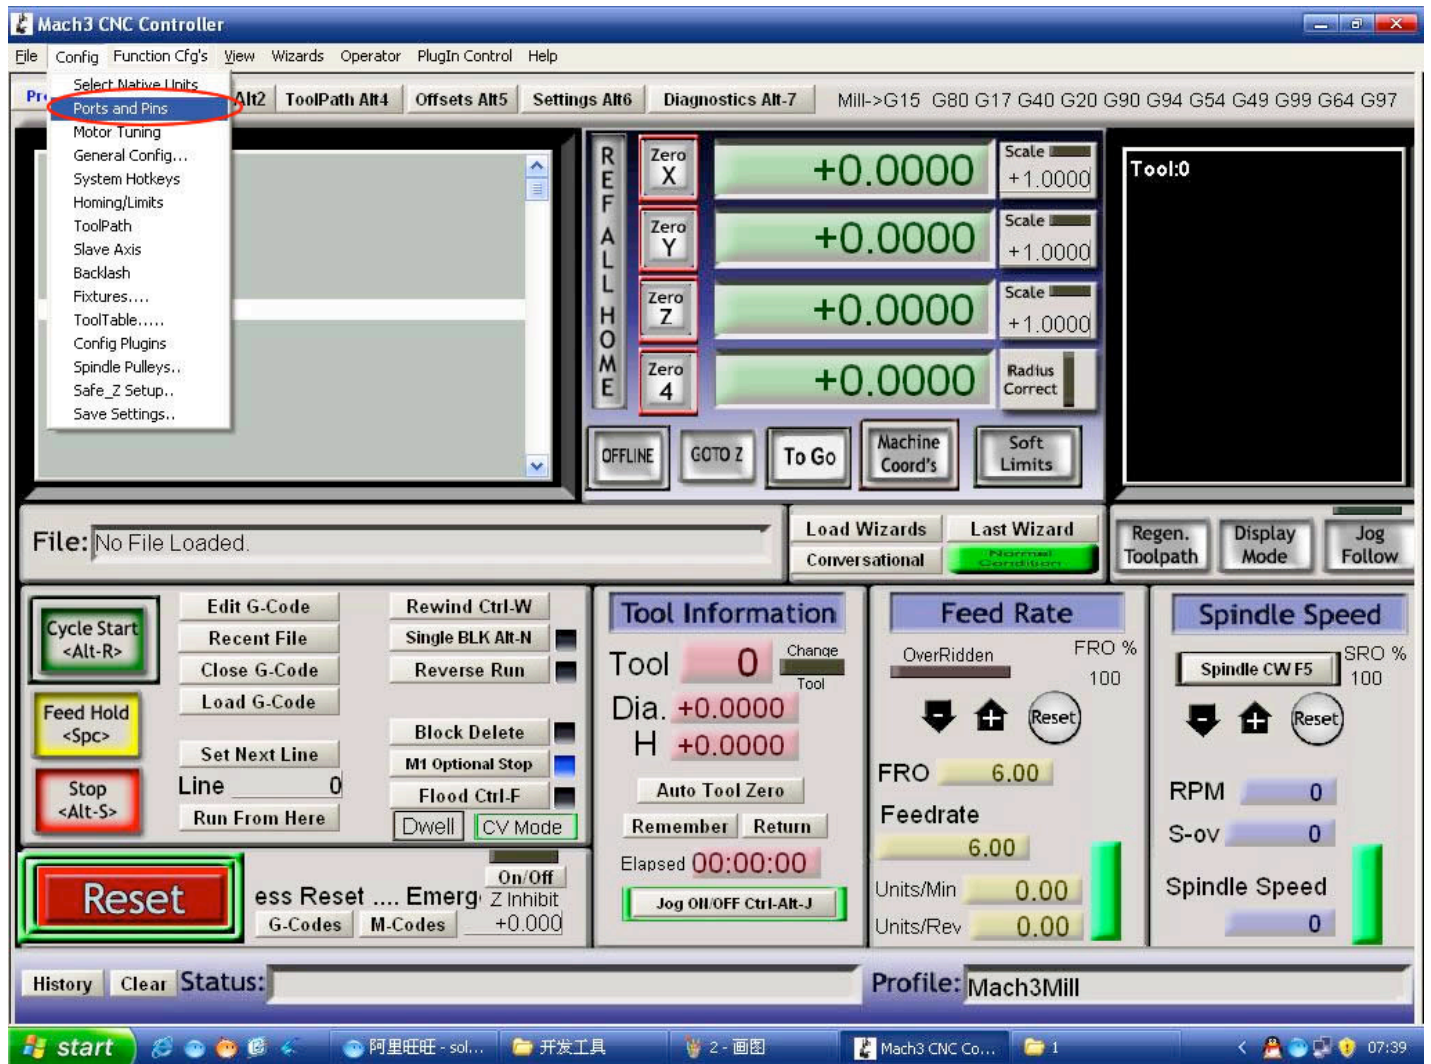 Mach3 CNC Controller
File Config Function Cfg's View Wizards Operator PlugIn Control Help
Alt2 ToolPath Alt4 Offsets Alt5 Settings Alt6 Diagnostics Alt-7 Mill->G15 G80 G17 G40 G20 G90 G94 G54 G49 G99 G64 G97
Select Native Units
Ports and Pins
Motor Tuning
General Config...
System Hotkeys
Homing/Limits
ToolPath
Slave Axis
Backlash
Fixtures....
ToolTable.....
Config Plugins
Spindle Pulleys..
Safe_Z Setup..
Save Settings..
REF ALL HOME
Zero X +0.0000 Scale +1.0000
Zero Y +0.0000 Scale +1.0000
Zero Z +0.0000 Scale +1.0000
Zero 4 +0.0000 Radius Correct
OFFLINE GOTO Z To Go Machine Coord's Soft Limits
Tool:0
File: No File Loaded.
Load Wizards Last Wizard
Conversational Normal Condition
Regen. Toolpath Display Mode Jog Follow
Cycle Start <Alt-R>
Feed Hold <Spc>
Stop <Alt-S>
Edit G-Code
Recent File
Close G-Code
Load G-Code
Set Next Line
Line 0
Run From Here
Rewind Ctrl-W
Single BLK Alt-N
Reverse Run
Block Delete
M1 Optional Stop
Flood Ctrl-F
Dwell CV Mode
Reset
ess Reset .... Emerg
G-Codes M-Codes
On/Off
Z Inhibit
+0.000
Tool Information
Tool 0 Change Tool
Dia. +0.0000
H +0.0000
Auto Tool Zero
Remember Return
Elapsed 00:00:00
Jog ON/OFF Ctrl-Alt-J
Feed Rate
OverRidden FRO %
100
Reset
FRO 6.00
Feedrate
6.00
Units/Min 0.00
Units/Rev 0.00
Spindle Speed
Spindle CW F5 SRO %
100
Reset
RPM 0
S-ov 0
Spindle Speed
0
History Clear Status:
Profile: Mach3Mill
start 阿里旺旺 - sol... 开发工具 2 - 画图 Mach3 CNC Co... 1 07:39